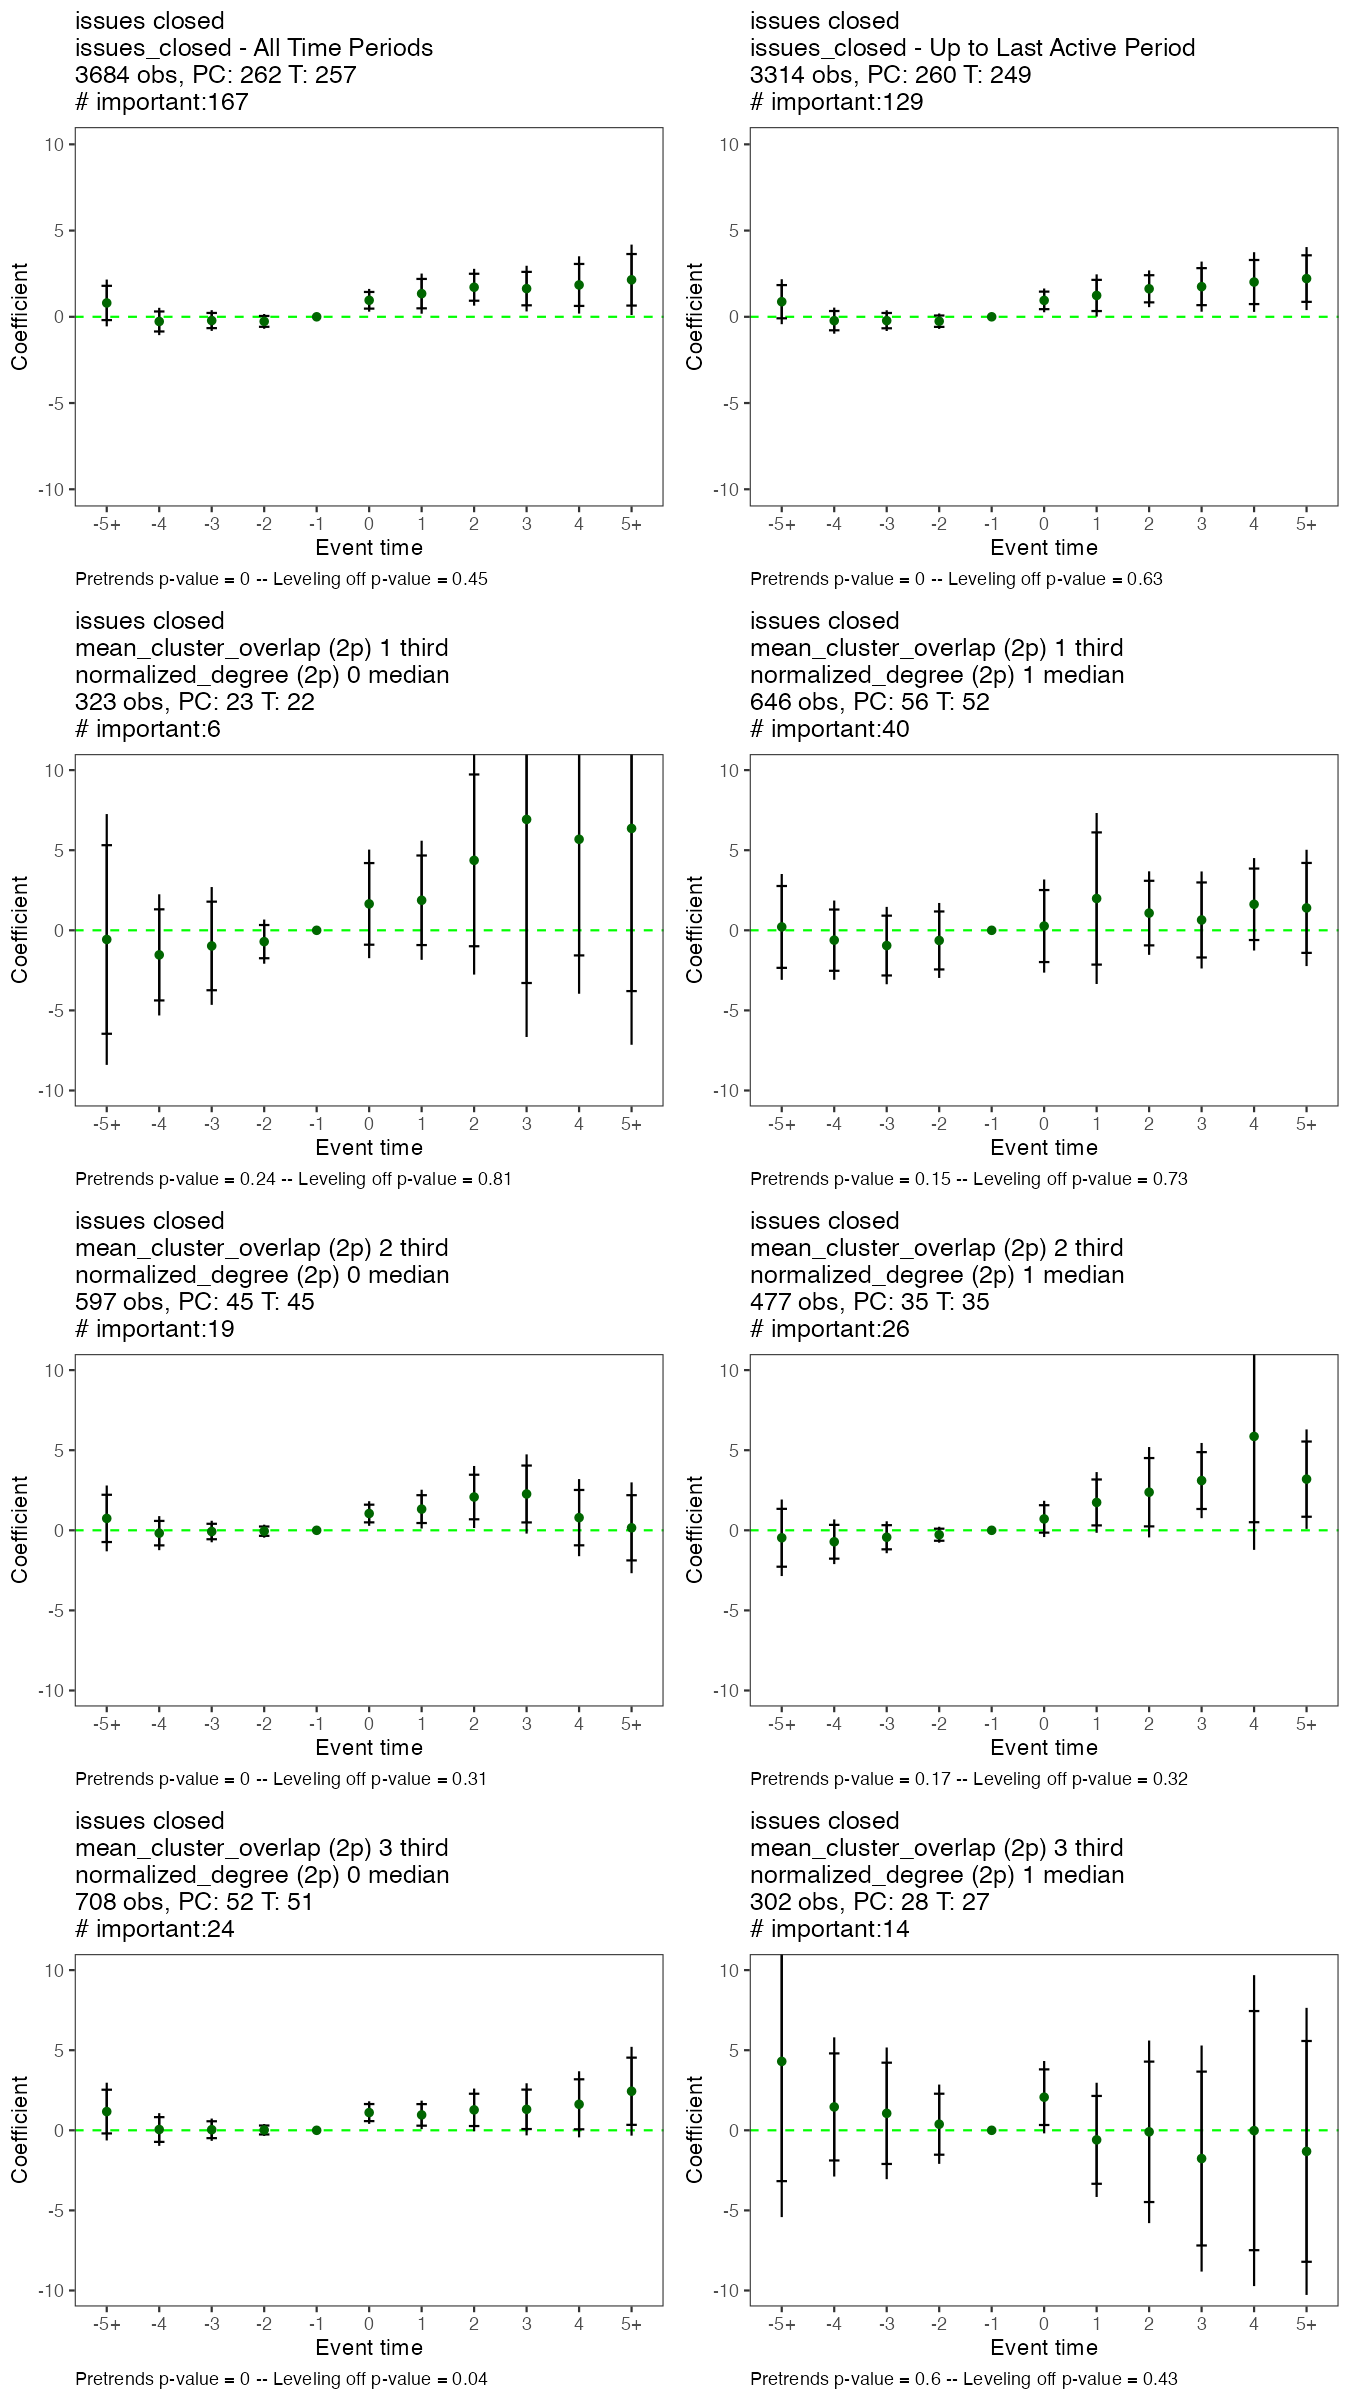 issues closed
issues_closed - All Time Periods
3684 obs, PC: 262 T: 257
# important:167
10
5
0
-5
-10
Coefficient
-5+ -4 -3 -2 -1 0 1 2 3 4 5+
Event time
Pretrends p-value = 0 -- Leveling off p-value = 0.45
issues closed
issues_closed - Up to Last Active Period
3314 obs, PC: 260 T: 249
# important:129
10
5
0
-5
-10
Coefficient
-5+ -4 -3 -2 -1 0 1 2 3 4 5+
Event time
Pretrends p-value = 0 -- Leveling off p-value = 0.63
issues closed
mean_cluster_overlap (2p) 1 third
normalized_degree (2p) 0 median
323 obs, PC: 23 T: 22
# important:6
10
5
0
-5
-10
Coefficient
-5+ -4 -3 -2 -1 0 1 2 3 4 5+
Event time
Pretrends p-value = 0.24 -- Leveling off p-value = 0.81
issues closed
mean_cluster_overlap (2p) 1 third
normalized_degree (2p) 1 median
646 obs, PC: 56 T: 52
# important:40
10
5
0
-5
-10
Coefficient
-5+ -4 -3 -2 -1 0 1 2 3 4 5+
Event time
Pretrends p-value = 0.15 -- Leveling off p-value = 0.73
issues closed
mean_cluster_overlap (2p) 2 third
normalized_degree (2p) 0 median
597 obs, PC: 45 T: 45
# important:19
10
5
0
-5
-10
Coefficient
-5+ -4 -3 -2 -1 0 1 2 3 4 5+
Event time
Pretrends p-value = 0 -- Leveling off p-value = 0.31
issues closed
mean_cluster_overlap (2p) 2 third
normalized_degree (2p) 1 median
477 obs, PC: 35 T: 35
# important:26
10
5
0
-5
-10
Coefficient
-5+ -4 -3 -2 -1 0 1 2 3 4 5+
Event time
Pretrends p-value = 0.17 -- Leveling off p-value = 0.32
issues closed
mean_cluster_overlap (2p) 3 third
normalized_degree (2p) 0 median
708 obs, PC: 52 T: 51
# important:24
10
5
0
-5
-10
Coefficient
-5+ -4 -3 -2 -1 0 1 2 3 4 5+
Event time
Pretrends p-value = 0 -- Leveling off p-value = 0.04
issues closed
mean_cluster_overlap (2p) 3 third
normalized_degree (2p) 1 median
302 obs, PC: 28 T: 27
# important:14
10
5
0
-5
-10
Coefficient
-5+ -4 -3 -2 -1 0 1 2 3 4 5+
Event time
Pretrends p-value = 0.6 -- Leveling off p-value = 0.43